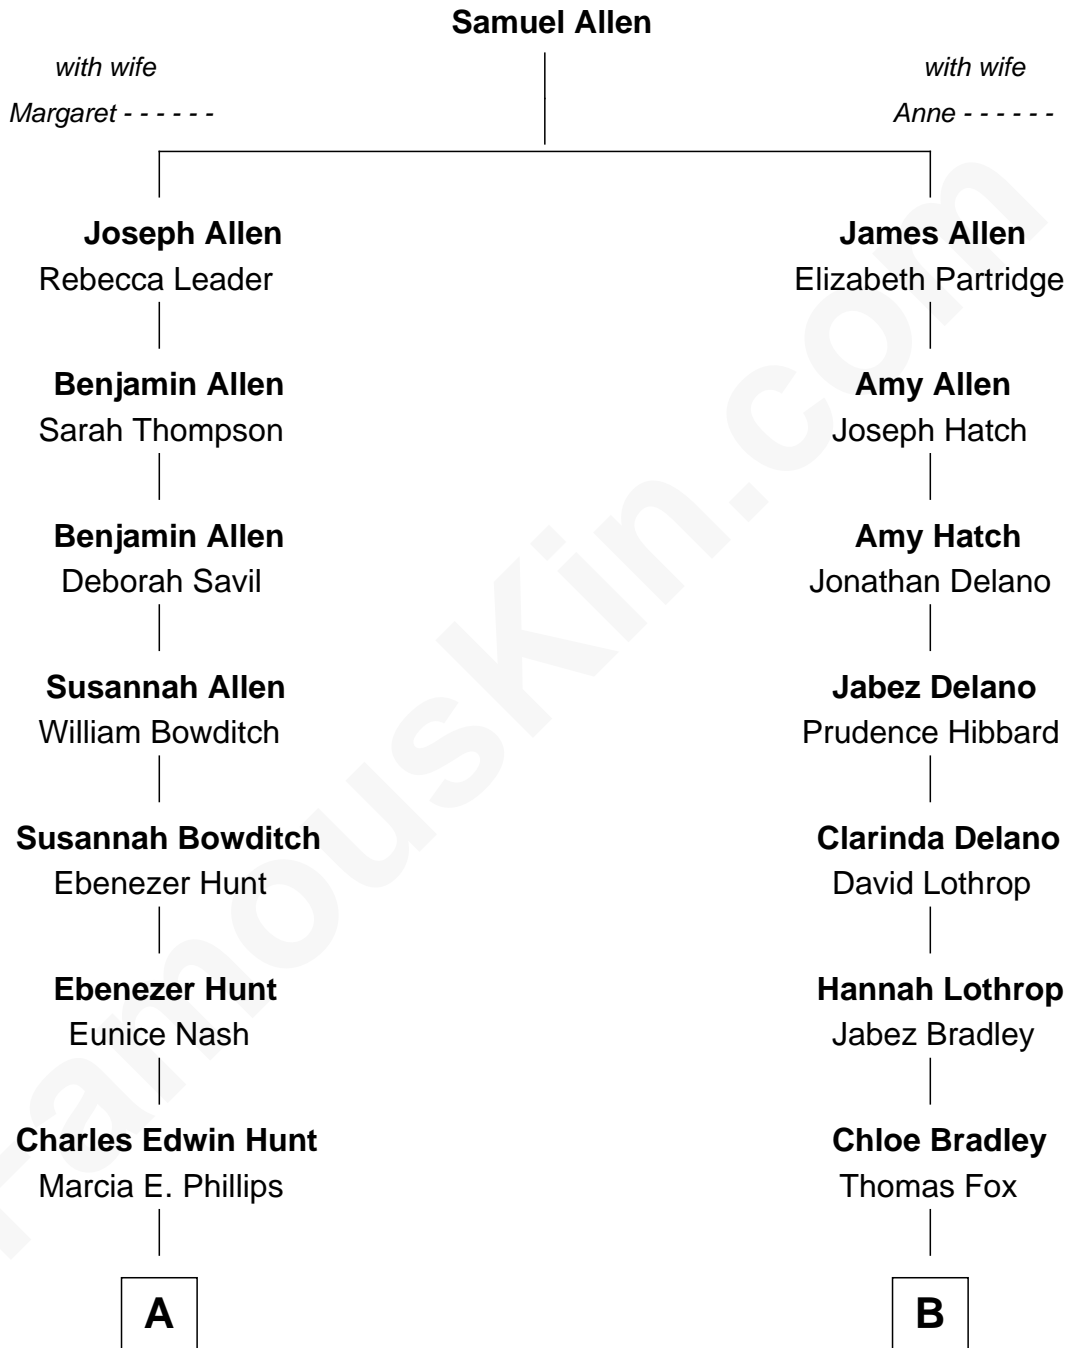 Samuel Allen
with wife
Margaret - - - - - -
with wife
Anne - - - - - -
Joseph Allen
Rebecca Leader
James Allen
Elizabeth Partridge
Benjamin Allen
Sarah Thompson
Amy Allen
Joseph Hatch
Benjamin Allen
Deborah Savil
Amy Hatch
Jonathan Delano
Susannah Allen
William Bowditch
Jabez Delano
Prudence Hibbard
Susannah Bowditch
Ebenezer Hunt
Clarinda Delano
David Lothrop
Ebenezer Hunt
Eunice Nash
Hannah Lothrop
Jabez Bradley
Charles Edwin Hunt
Marcia E. Phillips
Chloe Bradley
Thomas Fox
A
B
FamousKin.com